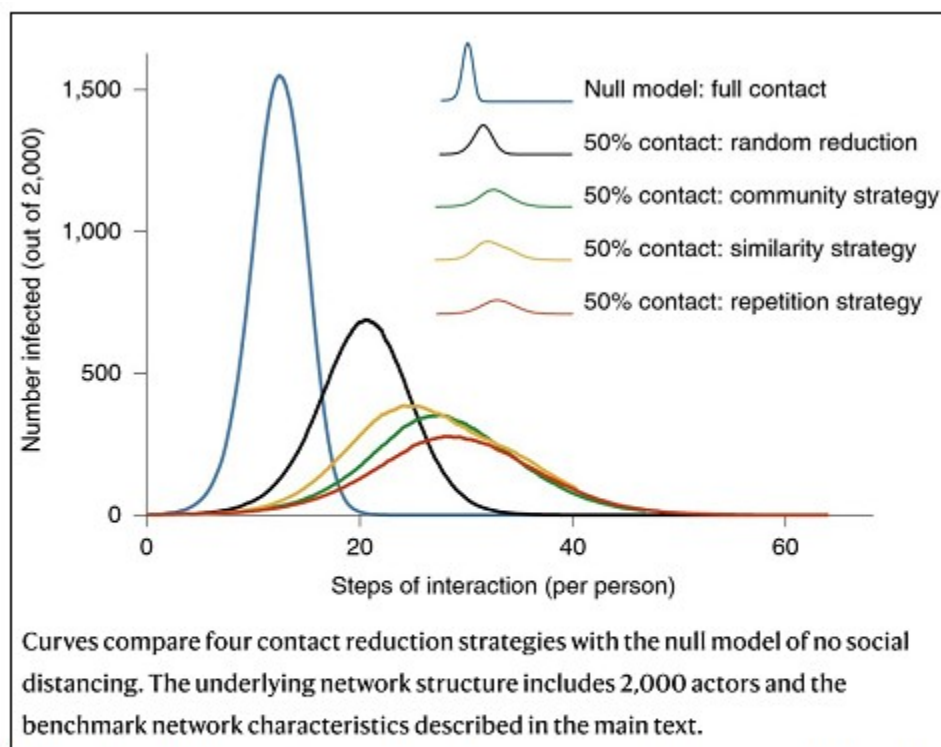 1,500
1,000
500
0
Number infected (out of 2,000)
Null model: full contact
50% contact: random reduction
50% contact: community strategy
50% contact: similarity strategy
50% contact: repetition strategy
0 20 40 60
Steps of interaction (per person)
Curves compare four contact reduction strategies with the null model of no social
distancing. The underlying network structure includes 2,000 actors and the
benchmark network characteristics described in the main text.